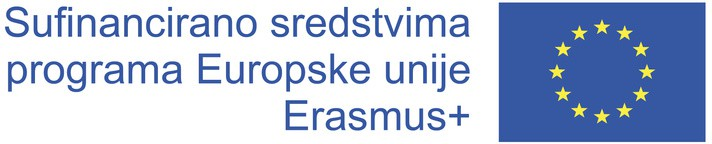 Sufinancirano sredstvima
programa Europske unije
Erasmus+